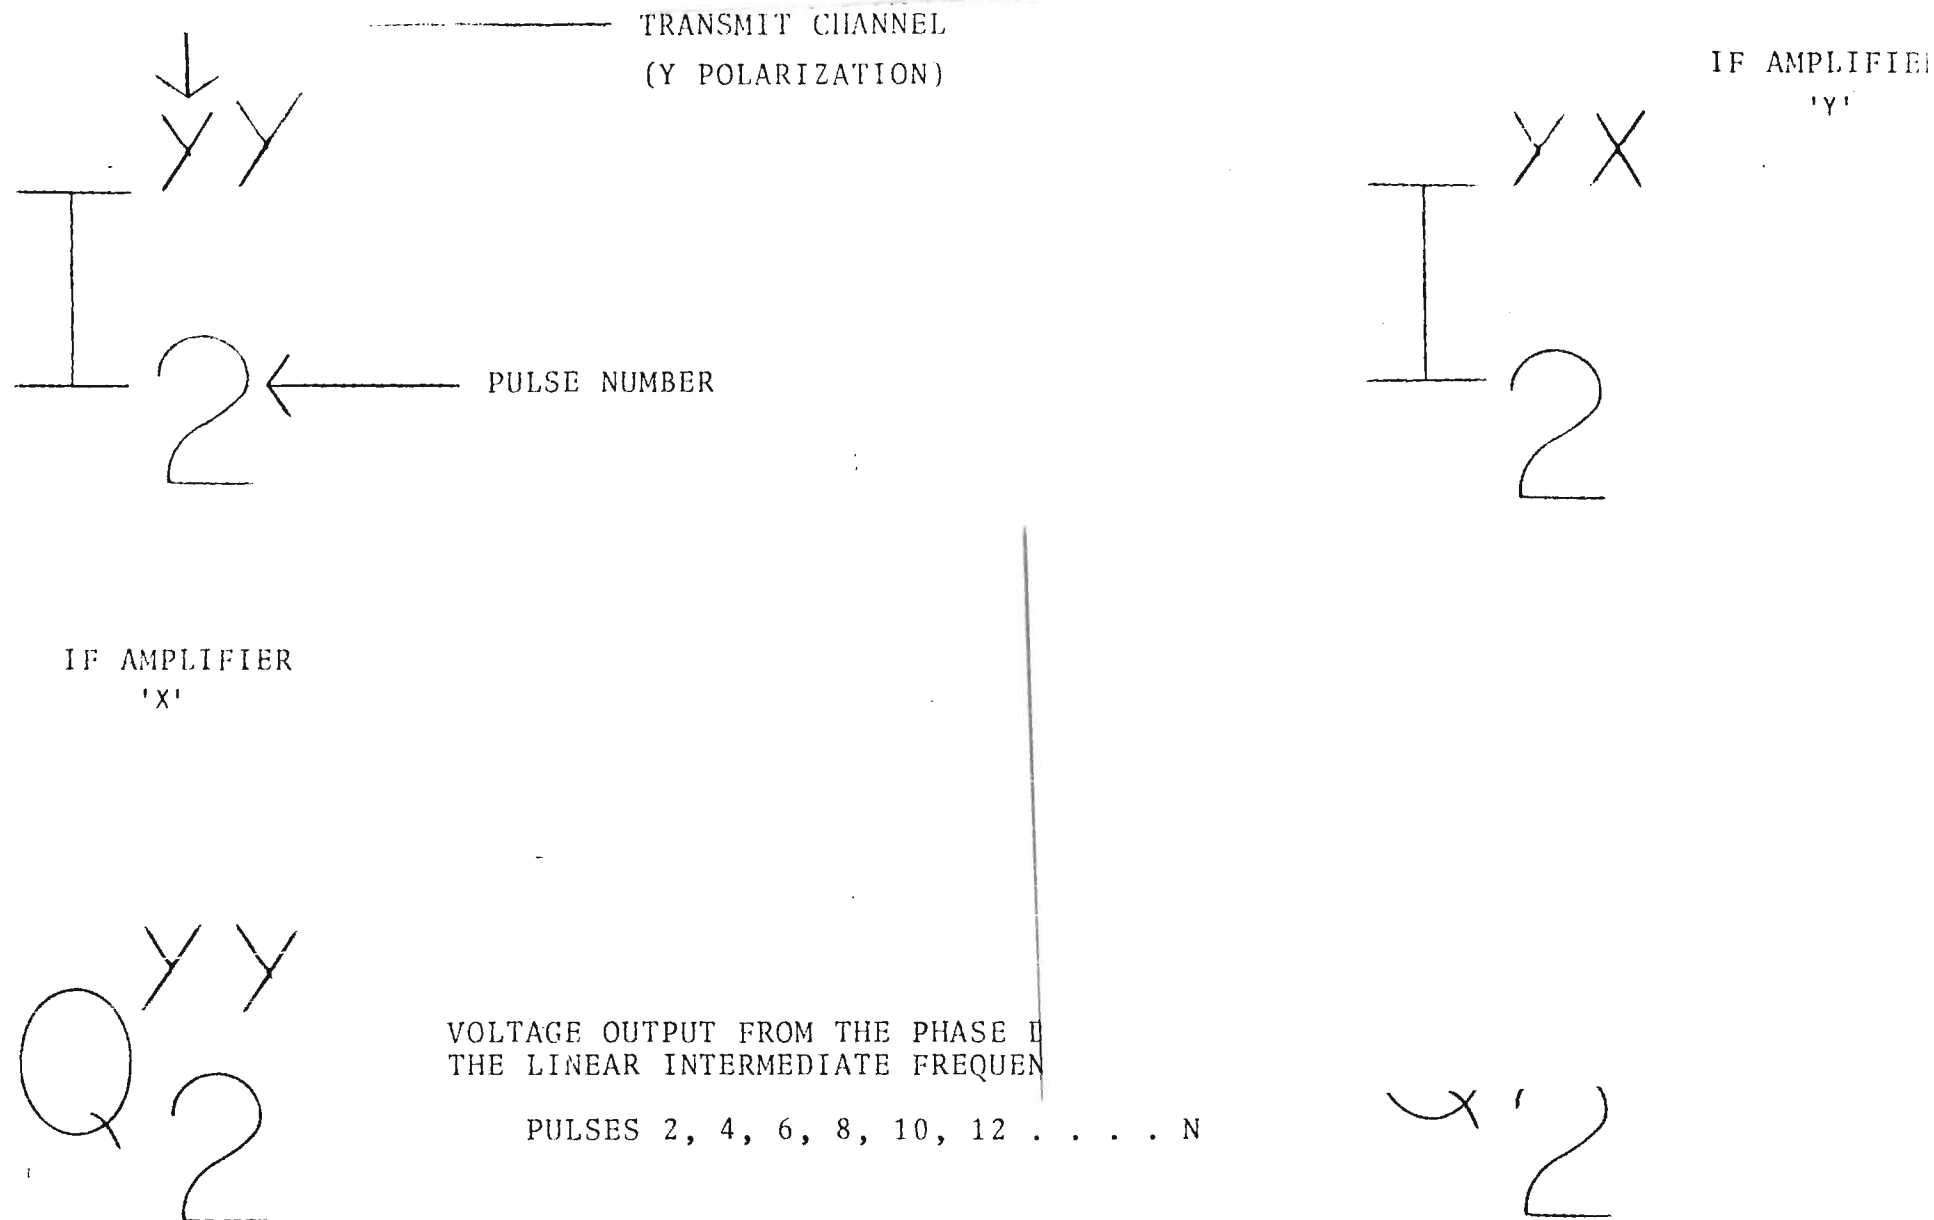 TRANSMIT CHANNEL
(Y POLARIZATION)
IF AMPLIFIE
'Y'
YY
I
2
PULSE NUMBER
YX
I
2
IF AMPLIFIER
'X'
YY
Q
2
VOLTAGE OUTPUT FROM THE PHASE
THE LINEAR INTERMEDIATE FREQUEN
PULSES 2, 4, 6, 8, 10, 12 . . . . N
2